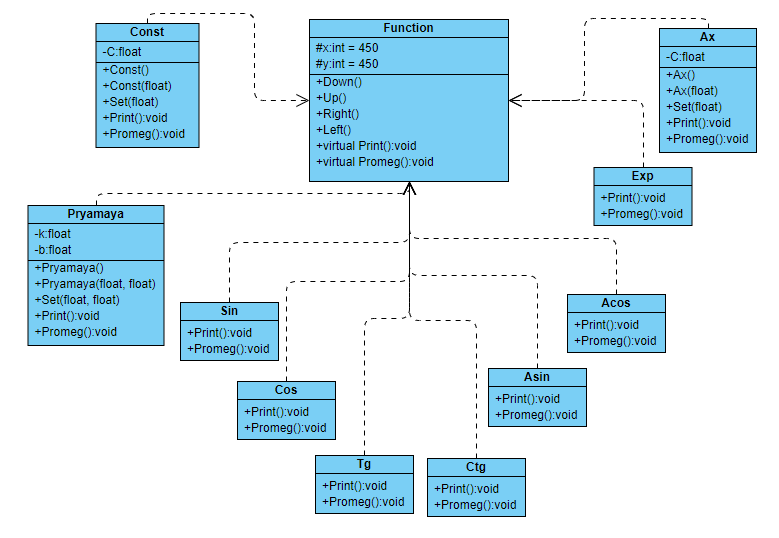 Const
-C:float
+Const()
+Const(float)
+Set(float)
+Print():void
+Promeg():void
Function
#x:int = 450
#y:int = 450
+Down()
+Up()
+Right()
+Left()
+virtual Print():void
+virtual Promeg():void
Ax
-C:float
+Ax()
+Ax(float)
+Set(float)
+Print():void
+Promeg():void
Exp
+Print():void
+Promeg():void
Pryamaya
-k:float
-b:float
+Pryamaya()
+Pryamaya(float, float)
+Set(float, float)
+Print():void
+Promeg():void
Sin
+Print():void
+Promeg():void
Acos
+Print():void
+Promeg():void
Cos
+Print():void
+Promeg():void
Asin
+Print():void
+Promeg():void
Tg
+Print():void
+Promeg():void
Ctg
+Print():void
+Promeg():void